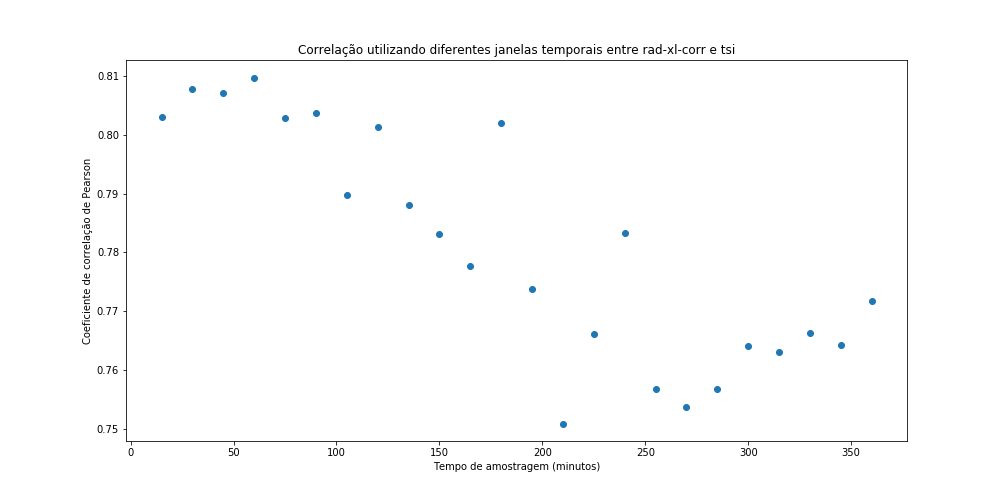 Correlação utilizando diferentes janelas temporais entre rad-xl-corr e tsi
Coeficiente de correlação de Pearson
0.81
0.80
0.79
0.78
0.77
0.76
0.75
0 50 100 150 200 250 300 350
Tempo de amostragem (minutos)